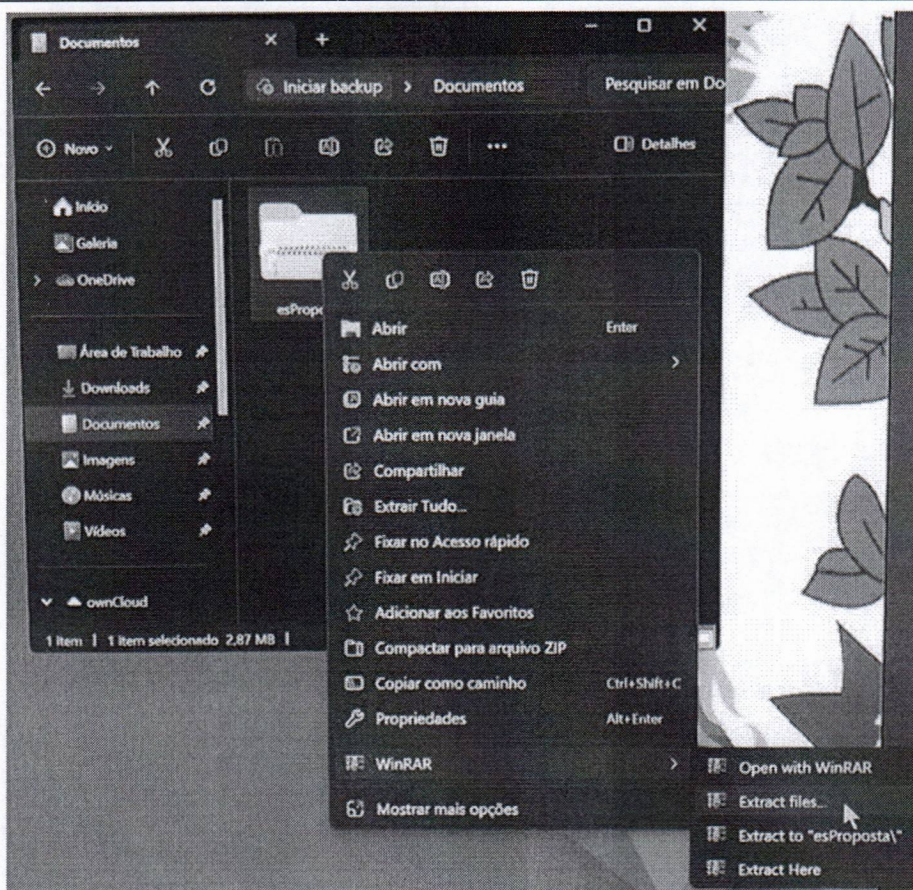 Documentos
Iniciar backup > Documentos
Pesquisar em Do
Novo
Detalhes
Início
Galeria
OneDrive
Área de Trabalho
Downloads
Documentos
Imagens
Músicas
Vídeos
ownCloud
1 item | 1 item selecionado 2,87 MB |
esPropo
Abrir Enter
Abrir com
Abrir em nova guia
Abrir em nova janela
Compartilhar
Extrair Tudo...
Fixar no Acesso rápido
Fixar em Iniciar
Adicionar aos Favoritos
Compactar para arquivo ZIP
Copiar como caminho Ctrl+Shift+C
Propriedades Alt+Enter
WinRAR
Mostrar mais opções
Open with WinRAR
Extract files...
Extract to "esProposta\"
Extract Here